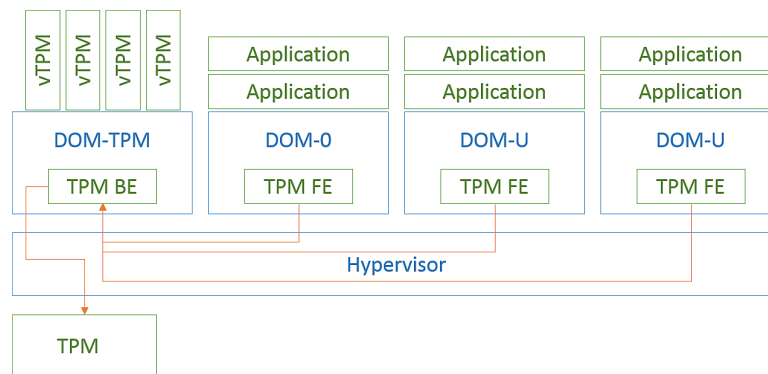 vTPM
vTPM
vTPM
vTPM
Application
Application
Application
Application
Application
Application
DOM-TPM
DOM-0
DOM-U
DOM-U
TPM BE
TPM FE
TPM FE
TPM FE
Hypervisor
TPM